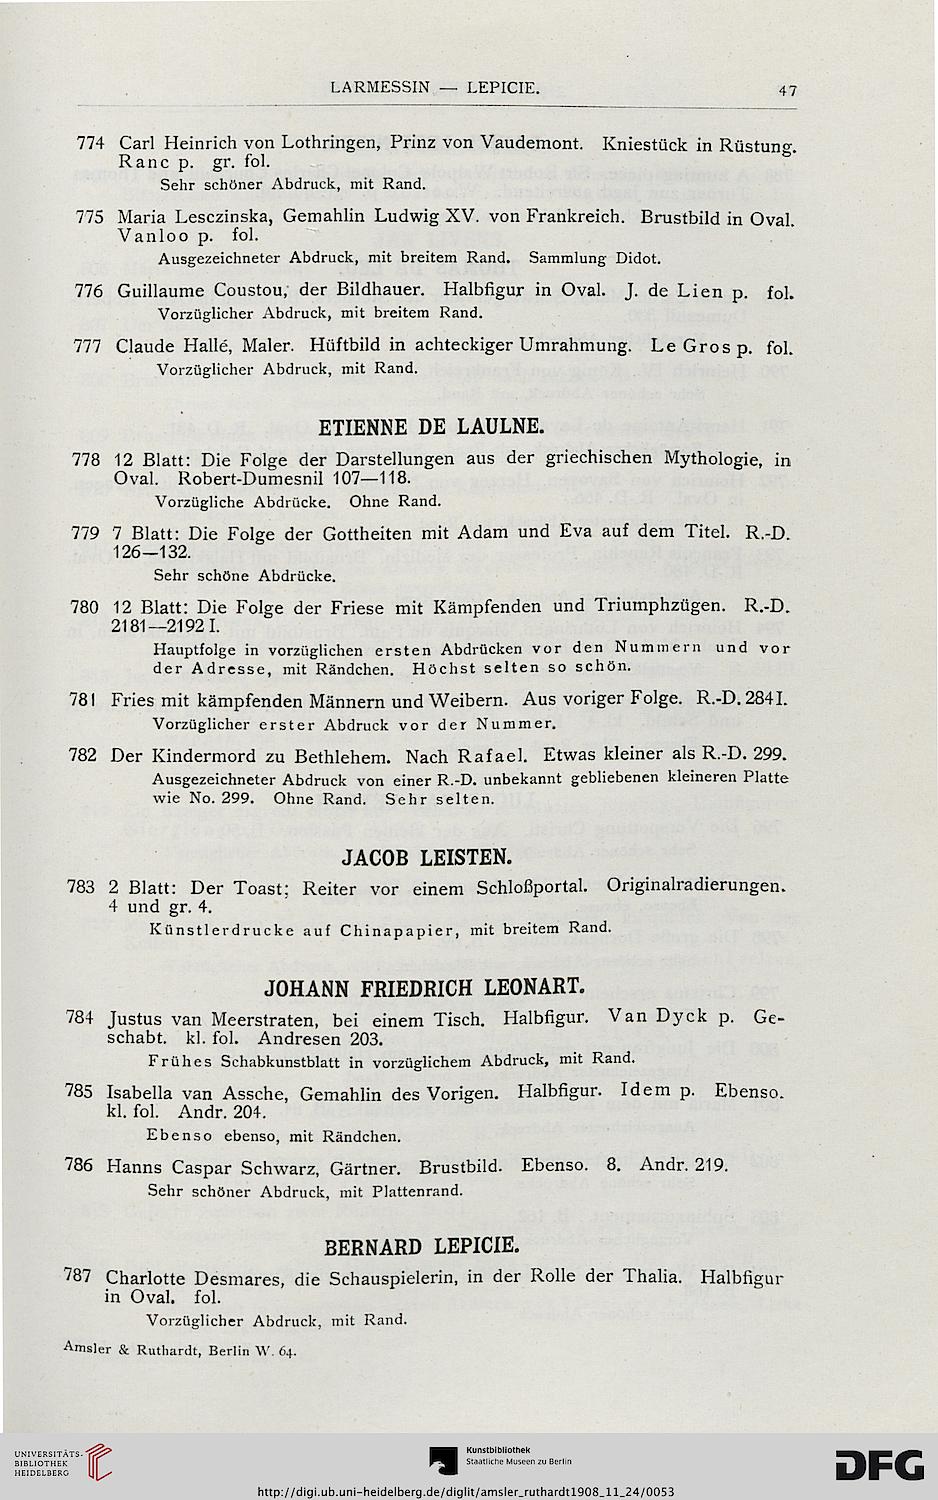 LARMESSIN — LEPICIE. 47
774 Carl Heinrich von Lothringen, Prinz von Vaudemont. Kniestück in Rüstung.
Ranc p. gr. fol.
Sehr schöner Abdruck, mit Rand.
775 Maria Lesczinska, Gemahlin Ludwig XV. von Frankreich. Brustbild in Oval.
Vanloo p. fol.
Ausgezeichneter Abdruck, mit breitem Rand. Sammlung Didot.
776 Guillaume Coustou, der Bildhauer. Halbfigur in Oval. J. de Lien p. fol.
Vorzüglicher Abdruck, mit breitem Rand.
777 Claude Hallé, Maler. Hüftbild in achteckiger Umrahmung. Le Gros p. fol.
Vorzüglicher Abdruck, mit Rand.
ETIENNE DE LAULNE.
778 12 Blatt: Die Folge der Darstellungen aus der griechischen Mythologie, in
Oval. Robert-Dumesnil 107—118.
Vorzügliche Abdrücke. Ohne Rand.
779 7 Blatt: Die Folge der Gottheiten mit Adam und Eva auf dem Titel. R.-D.
126—132.
Sehr schöne Abdrücke.
780 12 Blatt: Die Folge der Friese mit Kämpfenden und Triumphzügen. R.-D.
2181—2192 I.
Hauptfolge in vorzüglichen ersten Abdrücken vor den Nummern und vor
der Adresse, mit Rändchen. Höchst selten so schön.
781 Fries mit kämpfenden Männern und Weibern. Aus voriger Folge. R.-D. 284 I.
Vorzüglicher erster Abdruck vor der Nummer.
782 Der Kindermord zu Bethlehem. Nach Rafael. Etwas kleiner als R.-D. 299.
Ausgezeichneter Abdruck von einer R.-D. unbekannt gebliebenen kleineren Platte
wie No. 299. Ohne Rand. Sehr selten.
JACOB LEISTEN.
783 2 Blatt: Der Toast; Reiter vor einem Schloßportal. Originalradierungen.
4 und gr. 4.
Künstlerdrucke auf Chinapapier, mit breitem Rand.
JOHANN FRIEDRICH LEONART.
784 Justus van Meerstraten, bei einem Tisch. Halbfigur. Van Dyck p. Ge-
schabt. kl. fol. Andresen 203.
Frühes Schabkunstblatt in vorzüglichem Abdruck, mit Rand.
785 Isabella van Assche, Gemahlin des Vorigen. Halbfigur. Idem p. Ebenso.
kl. fol. Andr. 204.
Ebenso ebenso, mit Rändchen.
786 Hanns Caspar Schwarz, Gärtner. Brustbild. Ebenso. 8. Andr. 219.
Sehr schöner Abdruck, mit Plattenrand.
BERNARD LEPICIE.
787 Charlotte Desmares, die Schauspielerin, in der Rolle der Thalia. Halbfigur
in Oval. fol.
Vorzüglicher Abdruck, mit Rand.
Amsler & Ruthardt, Berlin W. 64.
UNIVERSITÄTS-
BIBLIOTHEK
HEIDELBERG
Kunstbibliothek
Staatliche Museen zu Berlin
DFG
http://digi.ub.uni-heidelberg.de/diglit/amsler_ruthardt1908_11_24/0053